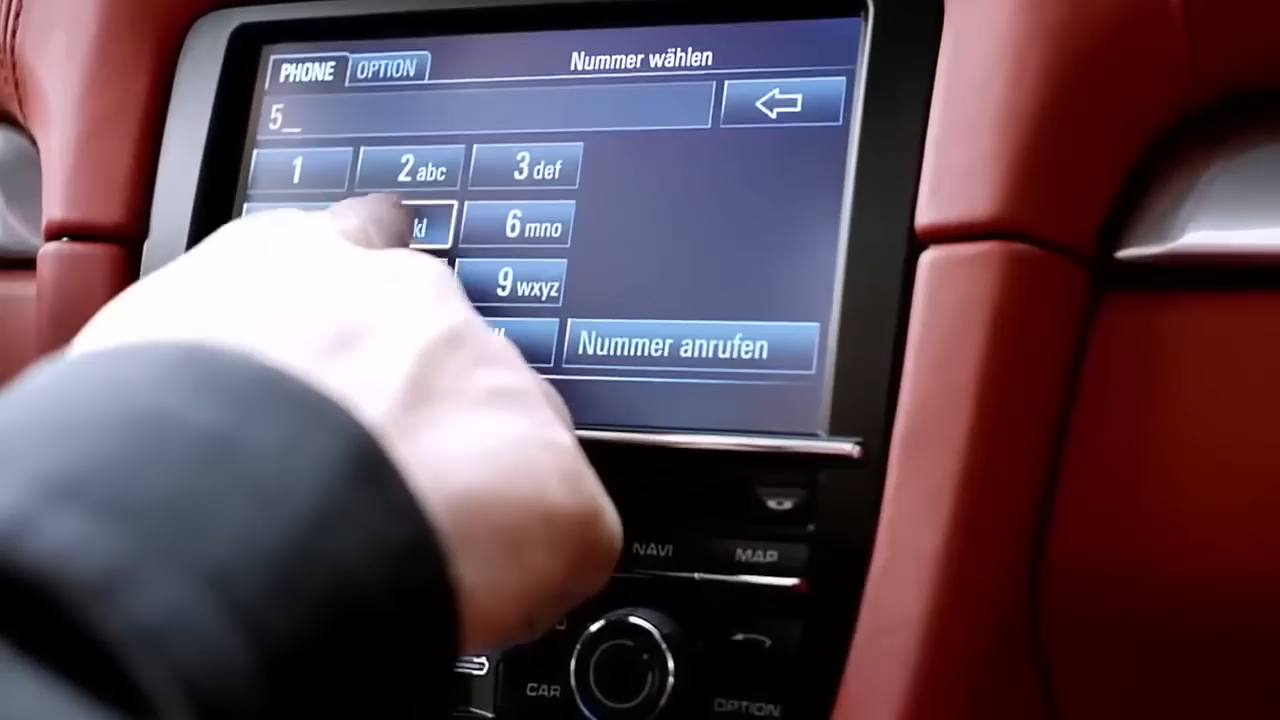 PHONE OPTION Nummer wählen
5_
1 2 abc 3 def
kl 6 mno
9 wxyz
Nummer anrufen
NAVI MAP
CAR
OPTION